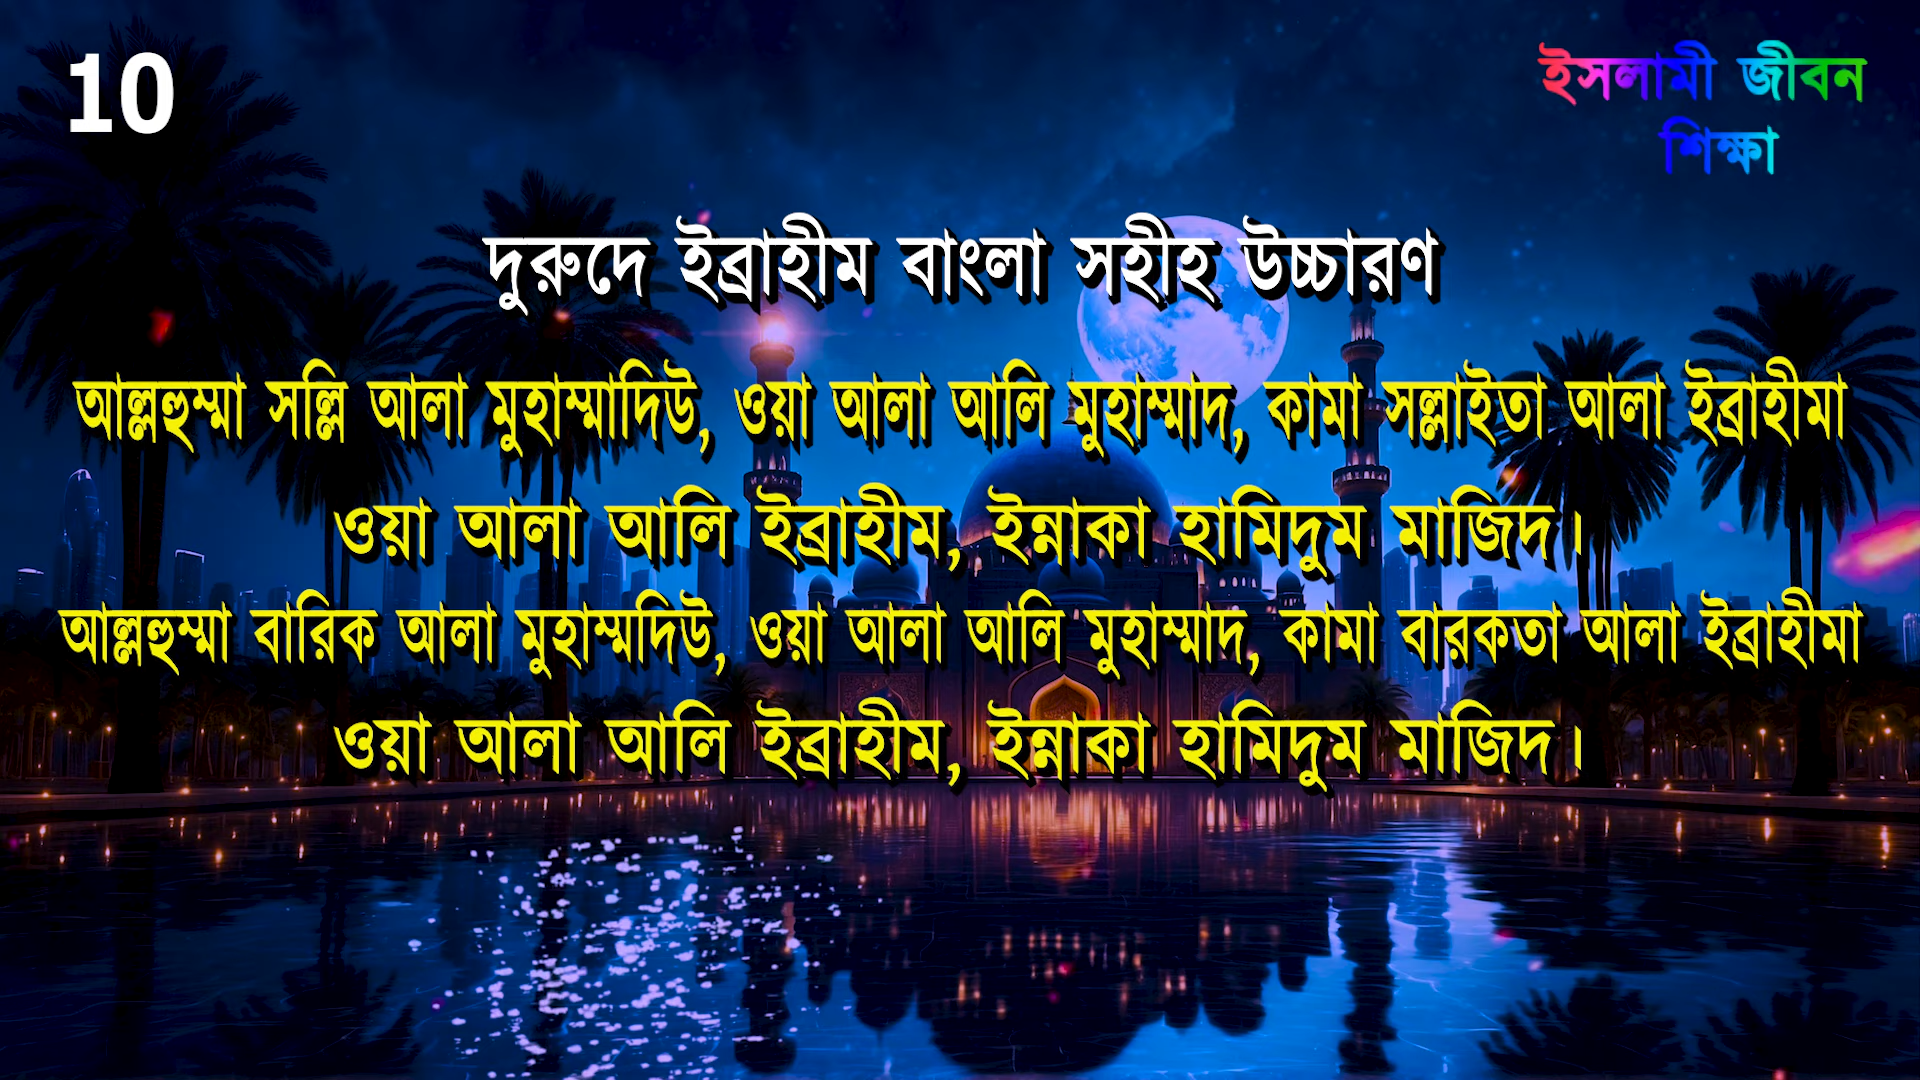 10
ইসলামী জীবন
শিক্ষা
দুরুদে ইব্রাহীম বাংলা সহীহ উচ্চারণ
আল্লহুম্মা সল্লি আলা মুহাম্মাদিউ, ওয়া আলা আলি মুহাম্মাদ, কামা সল্লাইতা আলা ইব্রাহীমা
ওয়া আলা আলি ইব্রাহীম, ইন্নাকা হামিদুম মাজিদ।
আল্লহুম্মা বারিক আলা মুহাম্মদিউ, ওয়া আলা আলি মুহাম্মাদ, কামা বারকতা আলা ইব্রাহীমা
ওয়া আলা আলি ইব্রাহীম, ইন্নাকা হামিদুম মাজিদ।